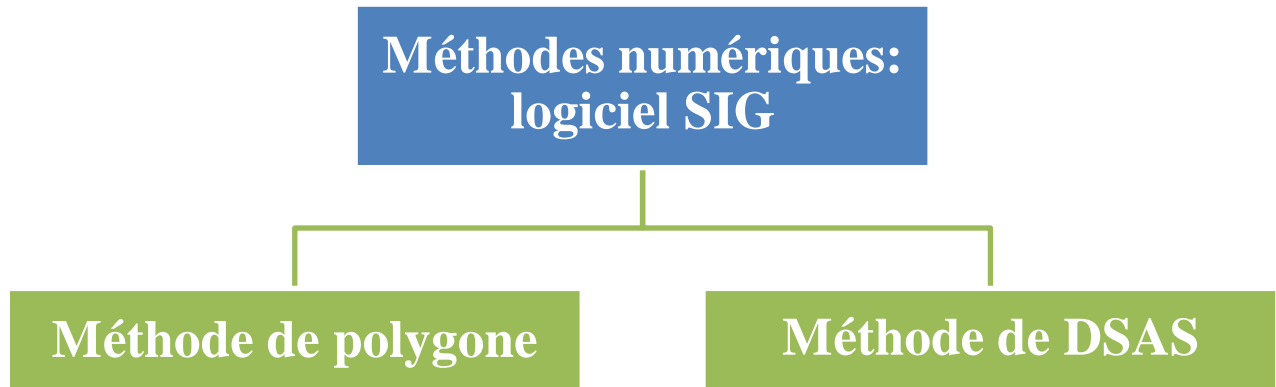 Méthodes numériques:
logiciel SIG
Méthode de polygone
Méthode de DSAS